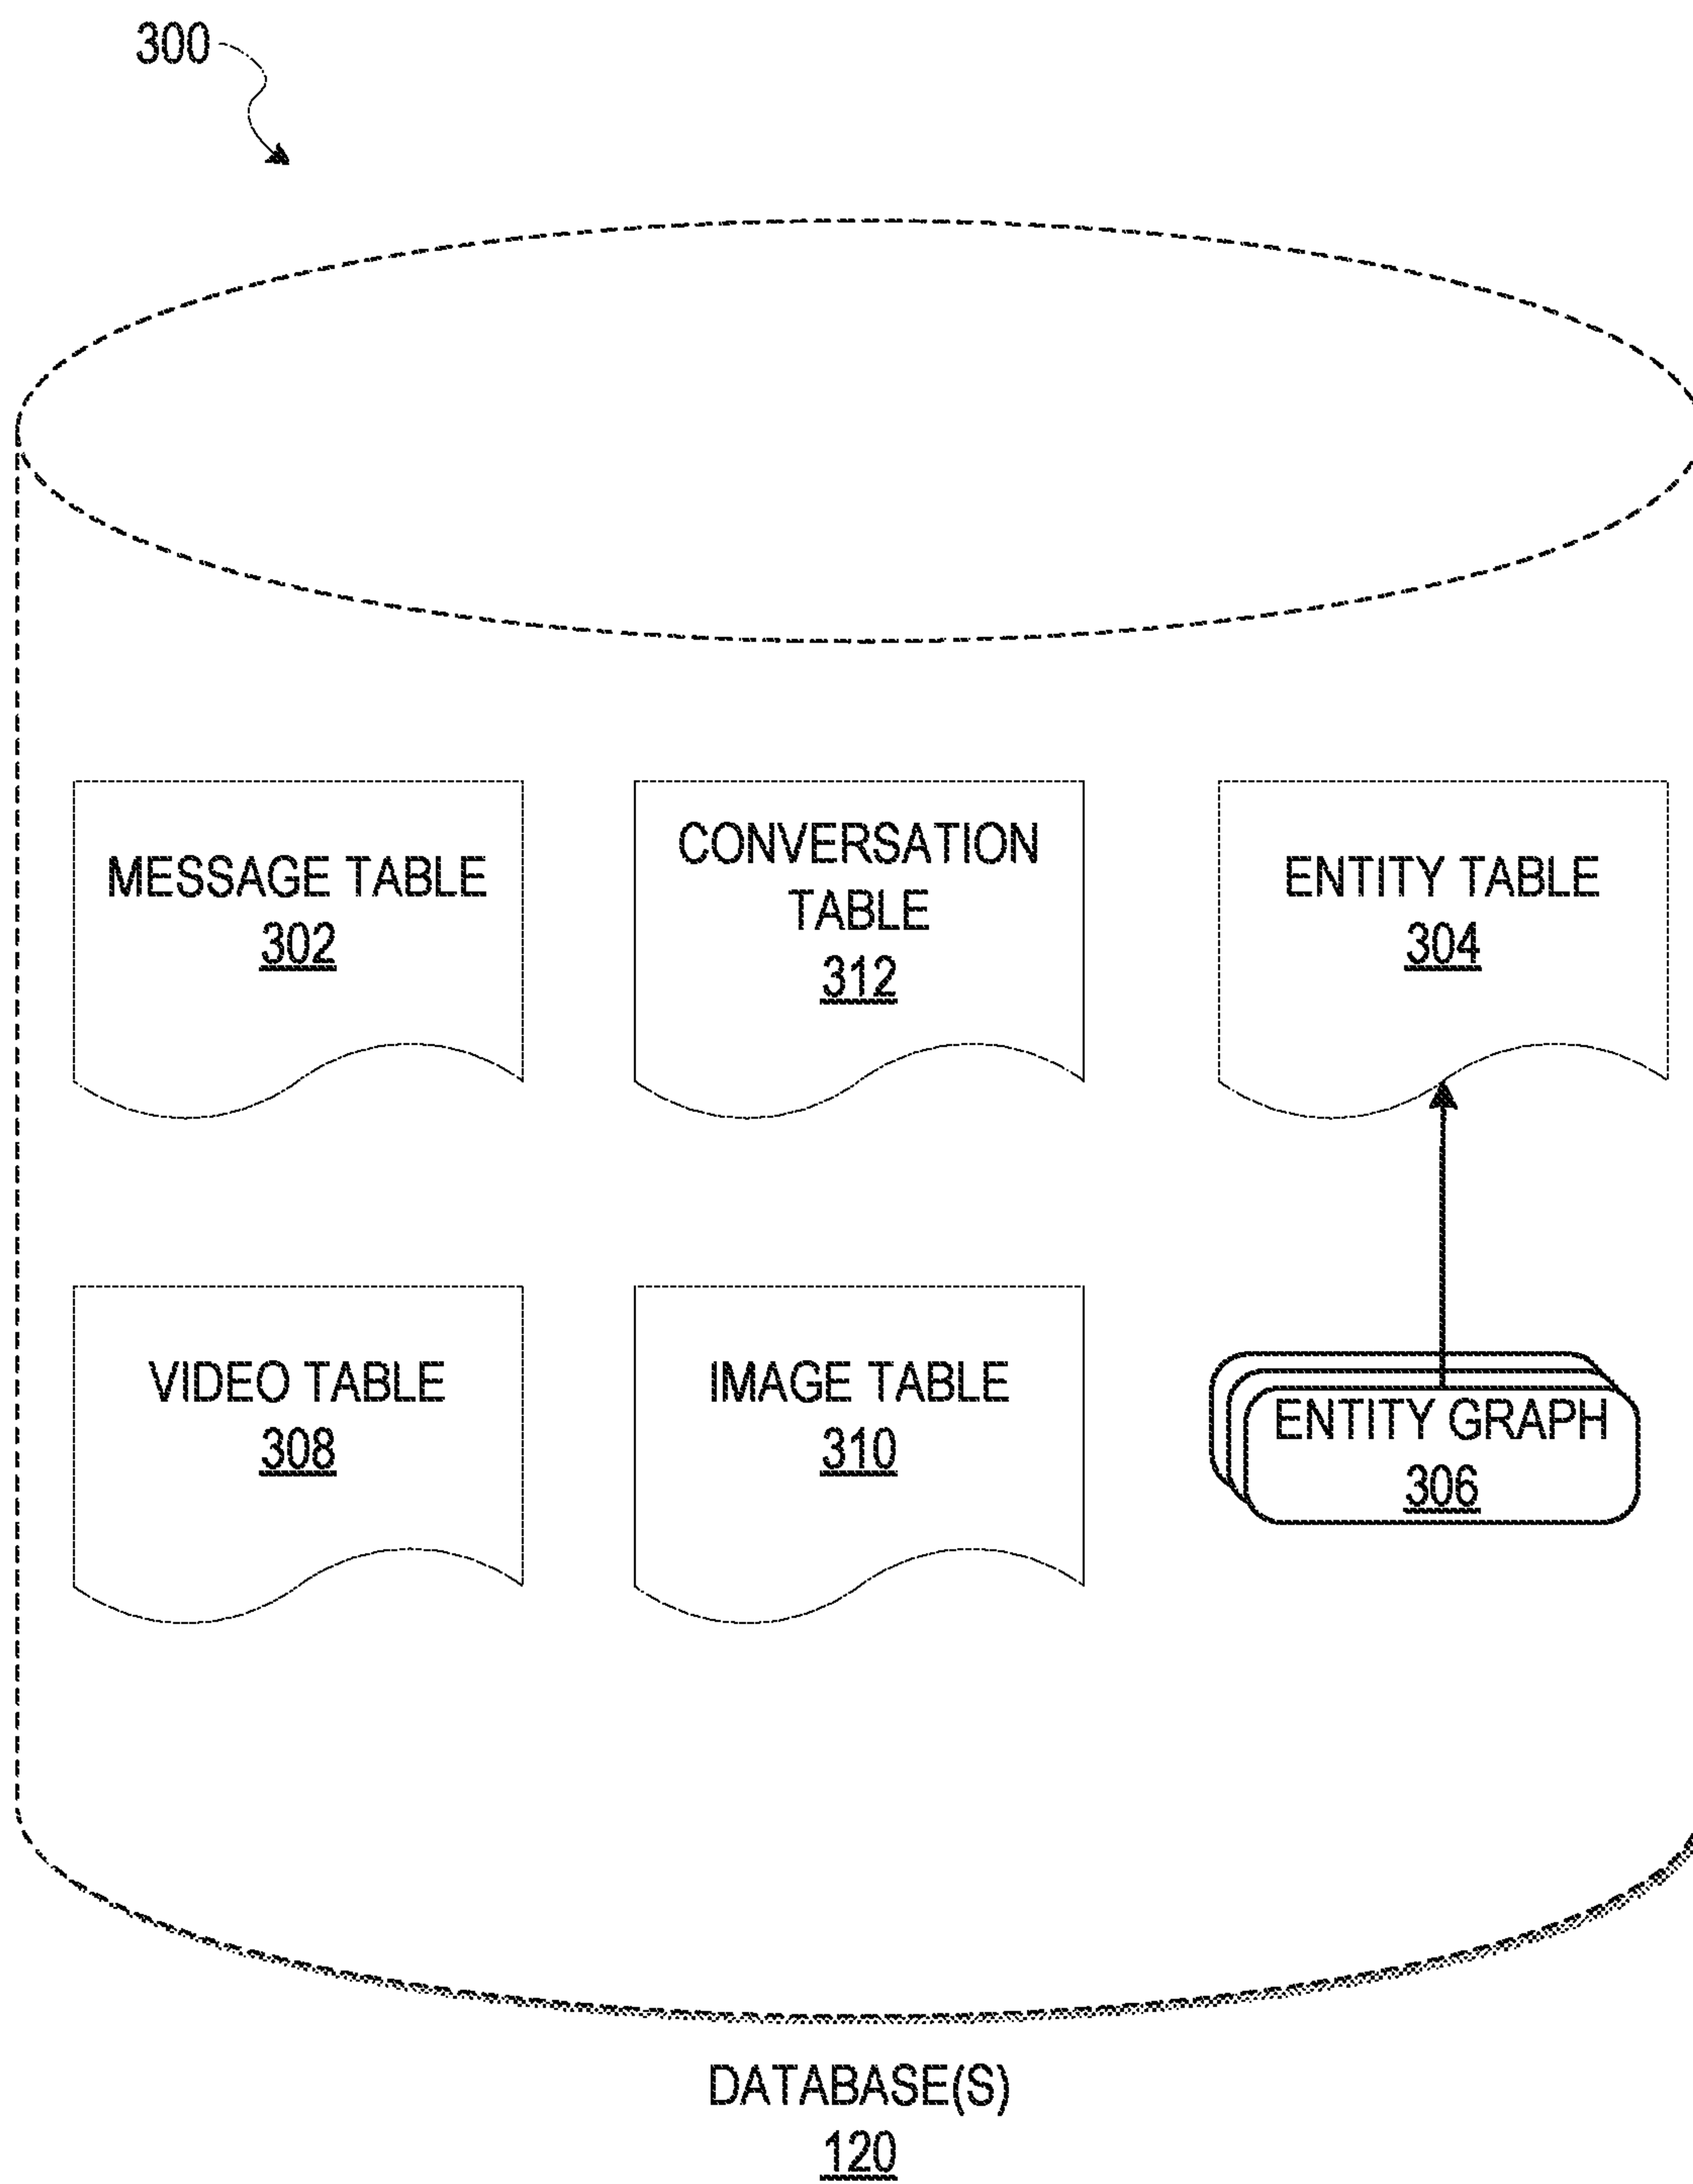 300
MESSAGE TABLE
302
CONVERSATION
TABLE
312
ENTITY TABLE
304
VIDEO TABLE
308
IMAGE TABLE
310
ENTITY GRAPH
306
DATABASE(S)
120